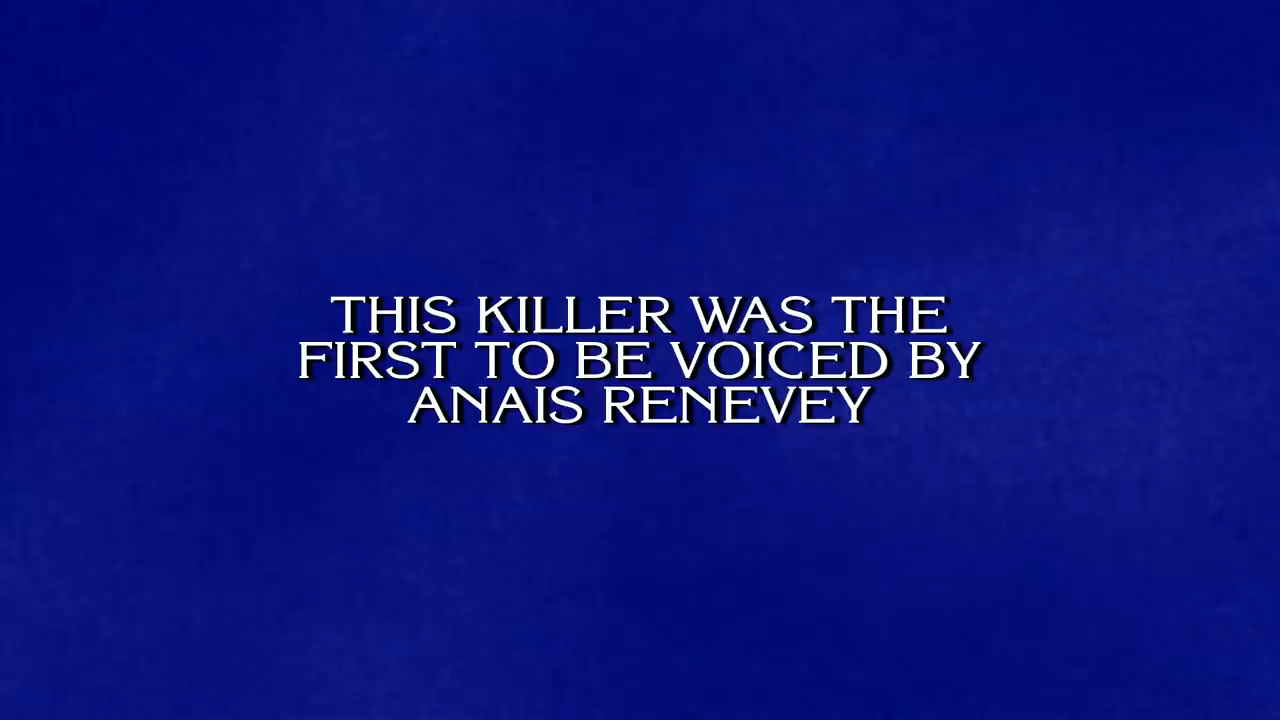 THIS KILLER WAS THE
FIRST TO BE VOICED BY
ANAIS RENEVEY